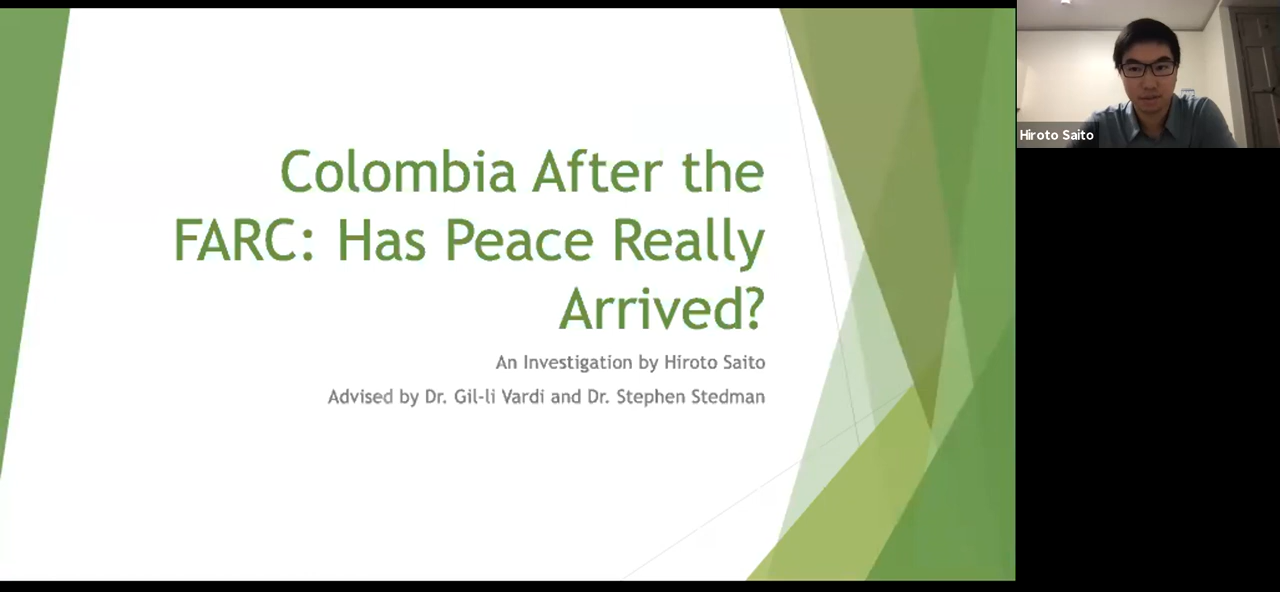 Colombia After the
FARC: Has Peace Really
Arrived?
An Investigation by Hiroto Saito
Advised by Dr. Gil-li Vardi and Dr. Stephen Stedman
Hiroto Saito